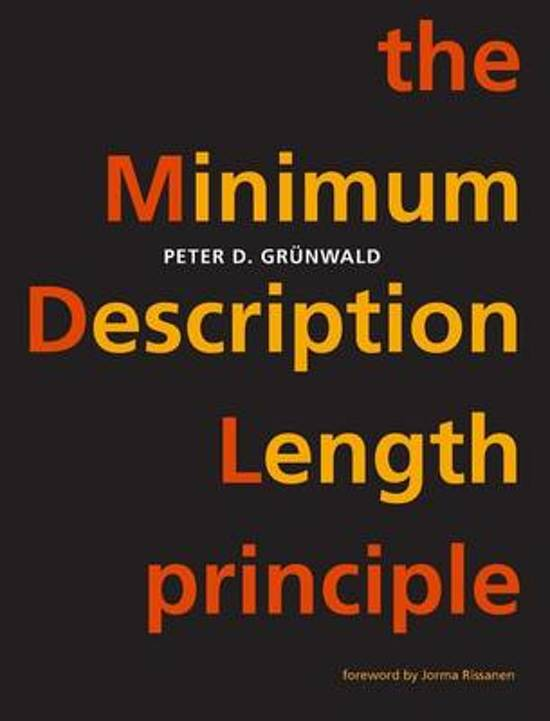 the
Minimum
PETER D. GRÜNWALD
Description
Length
principle
foreword by Jorma Rissanen